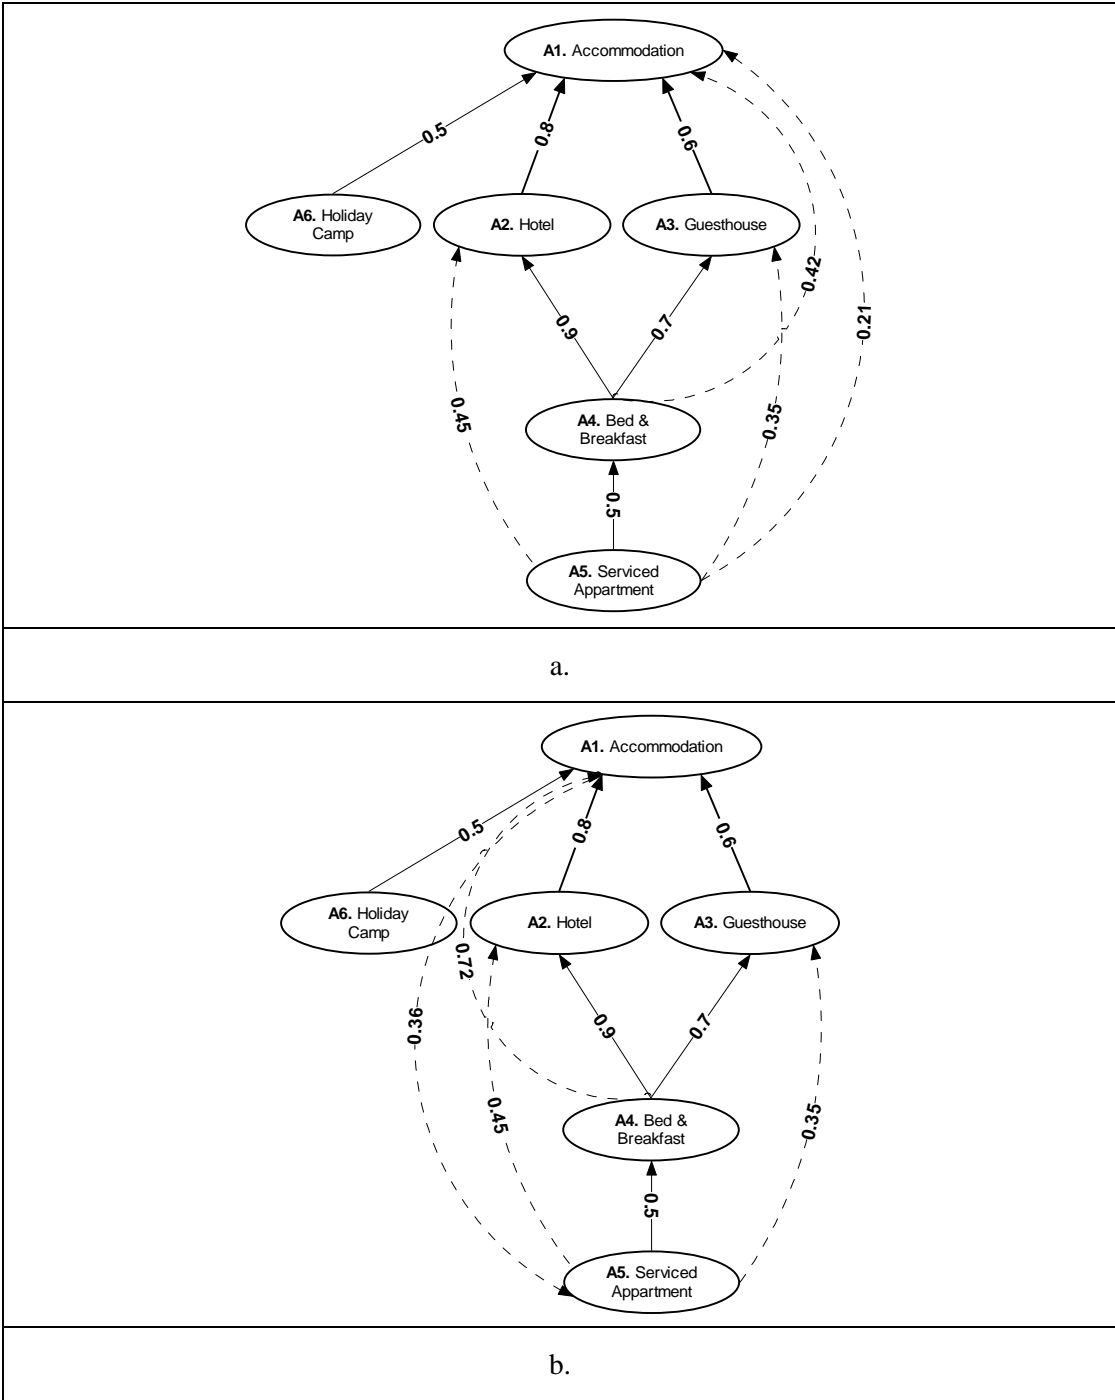 A1. Accommodation
0.5
0.8
0.6
A6. Holiday
Camp
A2. Hotel
A3. Guesthouse
0.42
0.21
0.9
0.7
0.45
0.35
A4. Bed &
Breakfast
0.5
A5. Serviced
Appartment
a.
A1. Accommodation
0.5
0.8
0.6
A6. Holiday
Camp
A2. Hotel
A3. Guesthouse
0.72
0.36
0.9
0.7
0.45
0.35
A4. Bed &
Breakfast
0.5
A5. Serviced
Appartment
b.